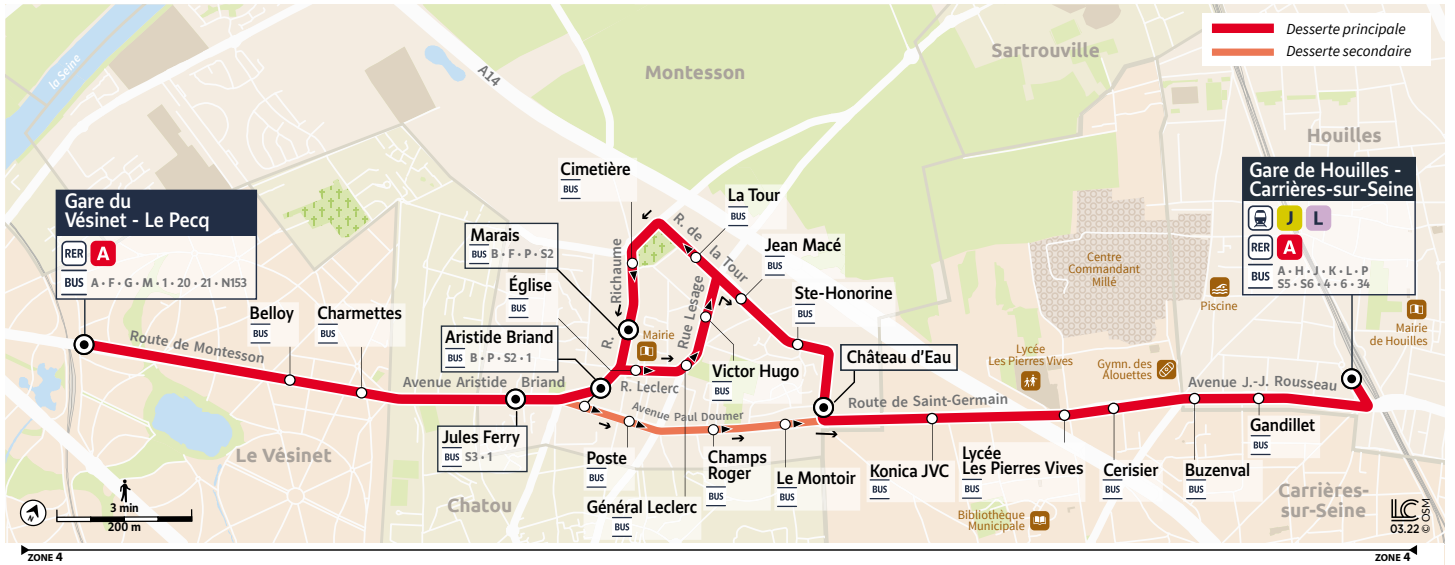 Desserte principale
Desserte secondaire
la Seine
A14
Montesson
Sartrouville
Houilles
Gare du
Vésinet - Le Pecq
RER A
BUS A • F • G • M • 1 • 20 • 21 • N153
Gare de Houilles -
Carrières-sur-Seine
J L
RER A
BUS A • H • J • K • L • P
S5 • S6 • 4 • 6 • 34
Cimetière
BUS
La Tour
BUS
Marais
BUS B • F • P • S2
Jean Macé
BUS
R. de la Tour
R. Richaume
Église
BUS
Ste-Honorine
BUS
Aristide Briand
BUS B • P • S2 • 1
Mairie
Rue Lesage
R. Leclerc
Victor Hugo
BUS
Château d’Eau
Belloy
BUS
Charmettes
BUS
Route de Montesson
Avenue Aristide Briand
Avenue Paul Doumer
Route de Saint-Germain
Avenue J.-J. Rousseau
Centre
Commandant
Millé
Piscine
Mairie
de Houilles
Lycée
Les Pierres Vives
Gymn. des
Alouettes
Jules Ferry
BUS S3 • 1
Poste
BUS
Général Leclerc
BUS
Champs
Roger
BUS
Le Montoir
BUS
Konica JVC
BUS
Lycée
Les Pierres Vives
BUS
Cerisier
BUS
Buzenval
BUS
Gandillet
BUS
Le Vésinet
Chatou
Bibliothèque
Municipale
Carrières-
sur-Seine
N
3 min
200 m
LC
03.22
© OSM
ZONE 4
ZONE 4